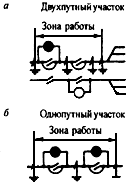 а Двухпутный участок
Зона работы
б Однопутный участок
Зона работы